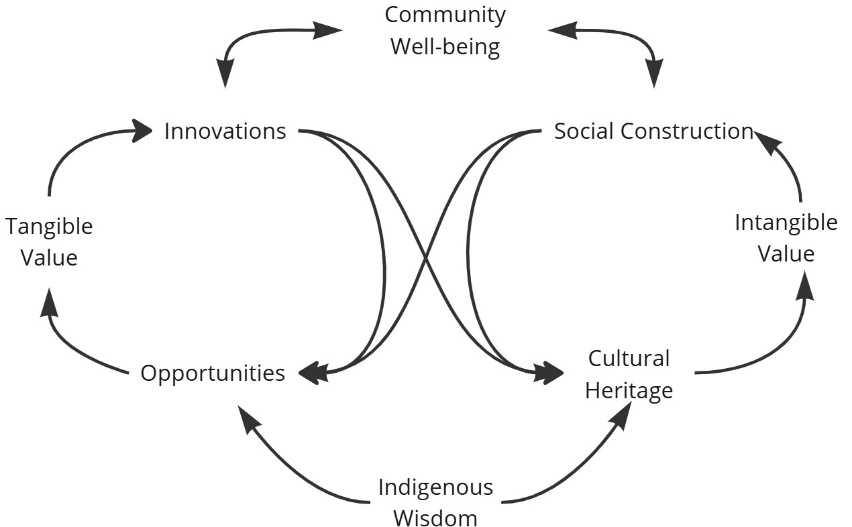 Community
Well-being
Innovations
Social Construction
Tangible
Value
Intangible
Value
Opportunities
Cultural
Heritage
Indigenous
Wisdom